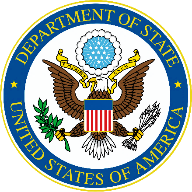 DEPARTMENT OF STATE
UNITED STATES OF AMERICA